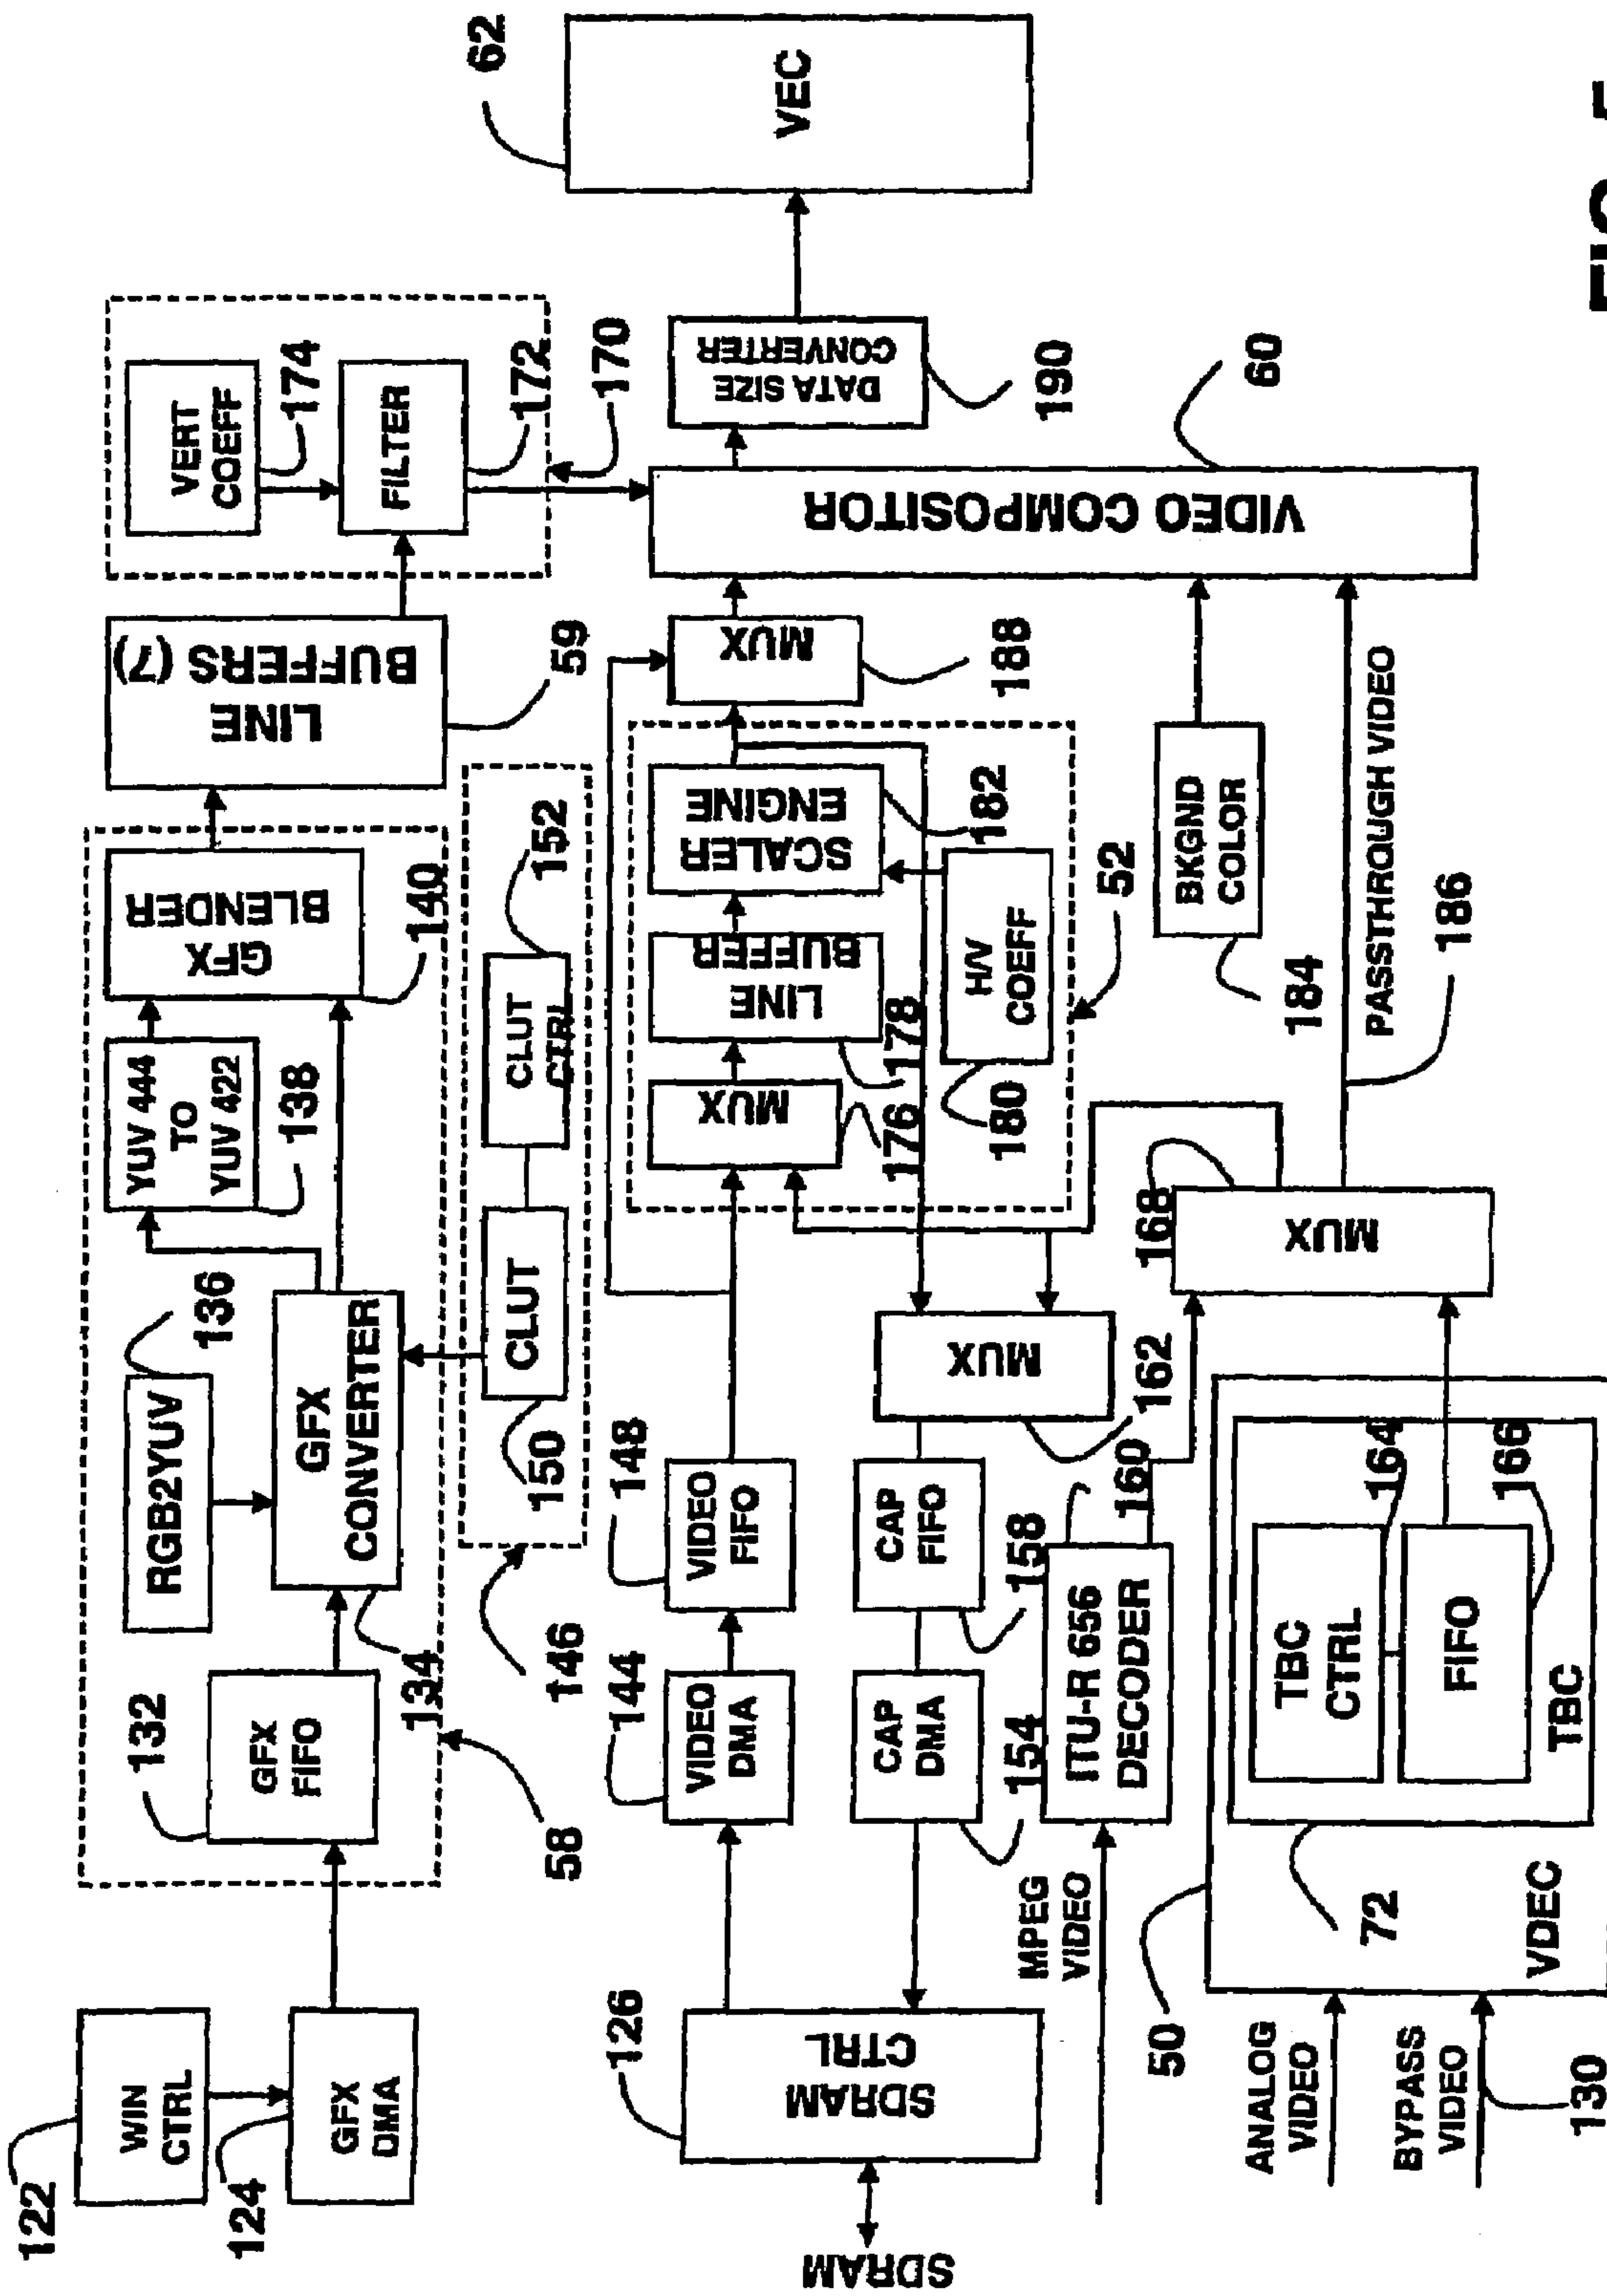 122
WIN
CTRL
124
GFX
DMA
132
GFX
FIFO
134
RGB2YUV
136
GFX
CONVERTER
YUV 444
TO
YUV 422
138
GFX
BLENDER
140
58
LINE
BUFFERS (7)
59
VERT
COEFF
174
FILTER
172
170
CLUT
150
CLUT
CTRL
152
146
SDRAM
SDRAM
CTRL
126
VIDEO
DMA
144
VIDEO
FIFO
148
CAP
DMA
154
CAP
FIFO
158
MUX
162
MUX
176
LINE
BUFFER
178
SCALER
ENGINE
182
H/V
COEFF
180
52
MUX
188
VIDEO COMPOSITOR
60
DATA SIZE
CONVERTER
190
VEC
62
BKGND
COLOR
184
PASSTHROUGH VIDEO
186
MPEG
VIDEO
ITU-R 656
DECODER
160
MUX
168
ANALOG
VIDEO
BYPASS
VIDEO
130
50
VDEC
72
TBC
CTRL
164
FIFO
166
TBC